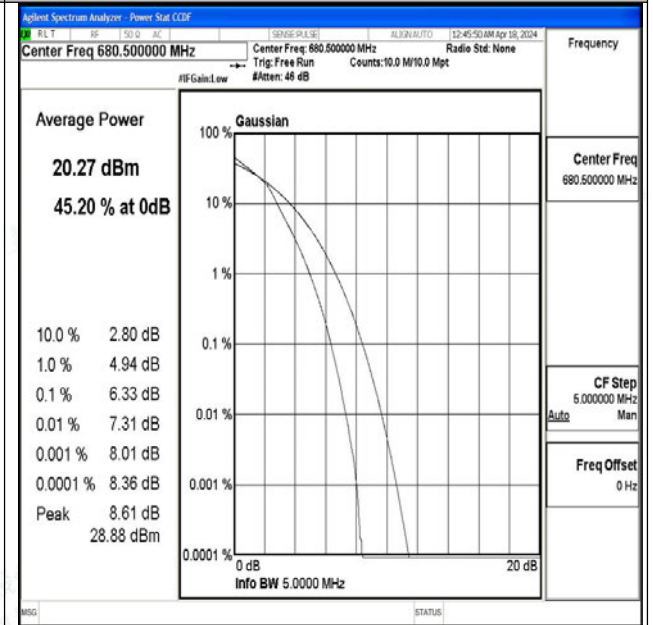 Agilent Spectrum Analyzer - Power Stat CCDF
RL T RF 50 Ω AC SENSE:PULSE ALIGN AUTO 12:45:50 AM Apr 18, 2024
Center Freq 680.500000 MHz
Center Freq: 680.500000 MHz Radio Std: None
Trig: Free Run Counts:10.0 M/10.0 Mpt
#IFGain:Low #Atten: 46 dB
Frequency
Average Power
20.27 dBm
45.20 % at 0dB
10.0 % 2.80 dB
1.0 % 4.94 dB
0.1 % 6.33 dB
0.01 % 7.31 dB
0.001 % 8.01 dB
0.0001 % 8.36 dB
Peak 8.61 dB
28.88 dBm
Gaussian
100 %
10 %
1 %
0.1 %
0.01 %
0.001 %
0.0001 %
0 dB 20 dB
Info BW 5.0000 MHz
Center Freq
680.500000 MHz
CF Step
5.000000 MHz
Auto Man
Freq Offset
0 Hz
MSG STATUS